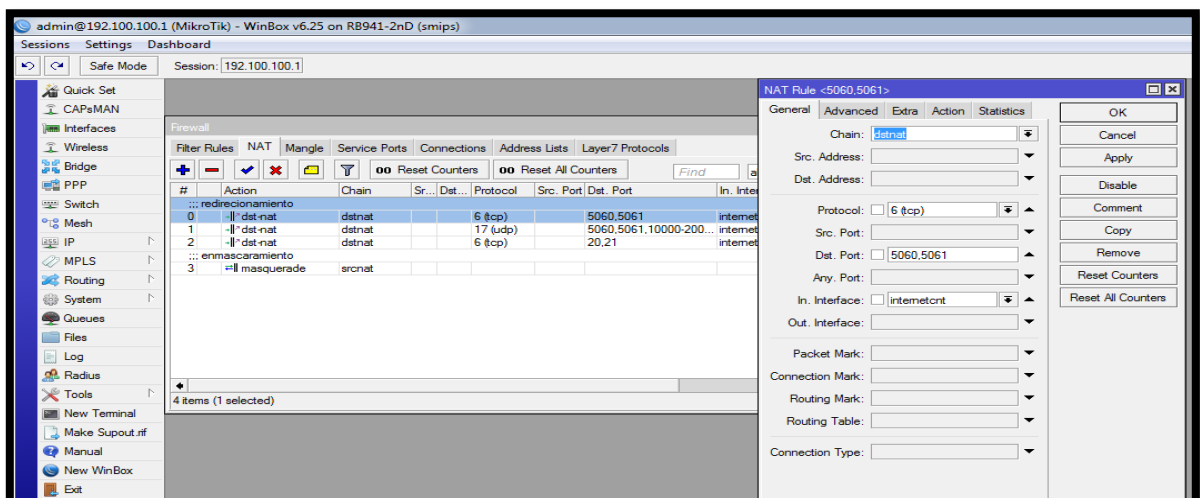 admin@192.100.100.1 (MikroTik) - WinBox v6.25 on RB941-2nD (smips)
Sessions Settings Dashboard
Safe Mode Session: 192.100.100.1
Quick Set
CAPsMAN
Interfaces
Wireless
Bridge
PPP
Switch
Mesh
IP
MPLS
Routing
System
Queues
Files
Log
Radius
Tools
New Terminal
Make Supout.rif
Manual
New WinBox
Exit
Firewall
Filter Rules NAT Mangle Service Ports Connections Address Lists Layer7 Protocols
00 Reset Counters 00 Reset All Counters Find
# Action Chain Sr... Dst... Protocol Src. Port Dst. Port In. Inter
;;; redirecionamiento
0 dst-nat dstnat 6 (tcp) 5060,5061 internet
1 dst-nat dstnat 17 (udp) 5060,5061,10000-200... internet
2 dst-nat dstnat 6 (tcp) 20,21 internet
;;; enmascaramiento
3 masquerade srcnat
4 items (1 selected)
NAT Rule <5060,5061>
General Advanced Extra Action Statistics
Chain: dstnat
Src. Address:
Dst. Address:
Protocol: 6 (tcp)
Src. Port:
Dst. Port: 5060,5061
Any. Port:
In. Interface: internetcnt
Out. Interface:
Packet Mark:
Connection Mark:
Routing Mark:
Routing Table:
Connection Type:
OK
Cancel
Apply
Disable
Comment
Copy
Remove
Reset Counters
Reset All Counters